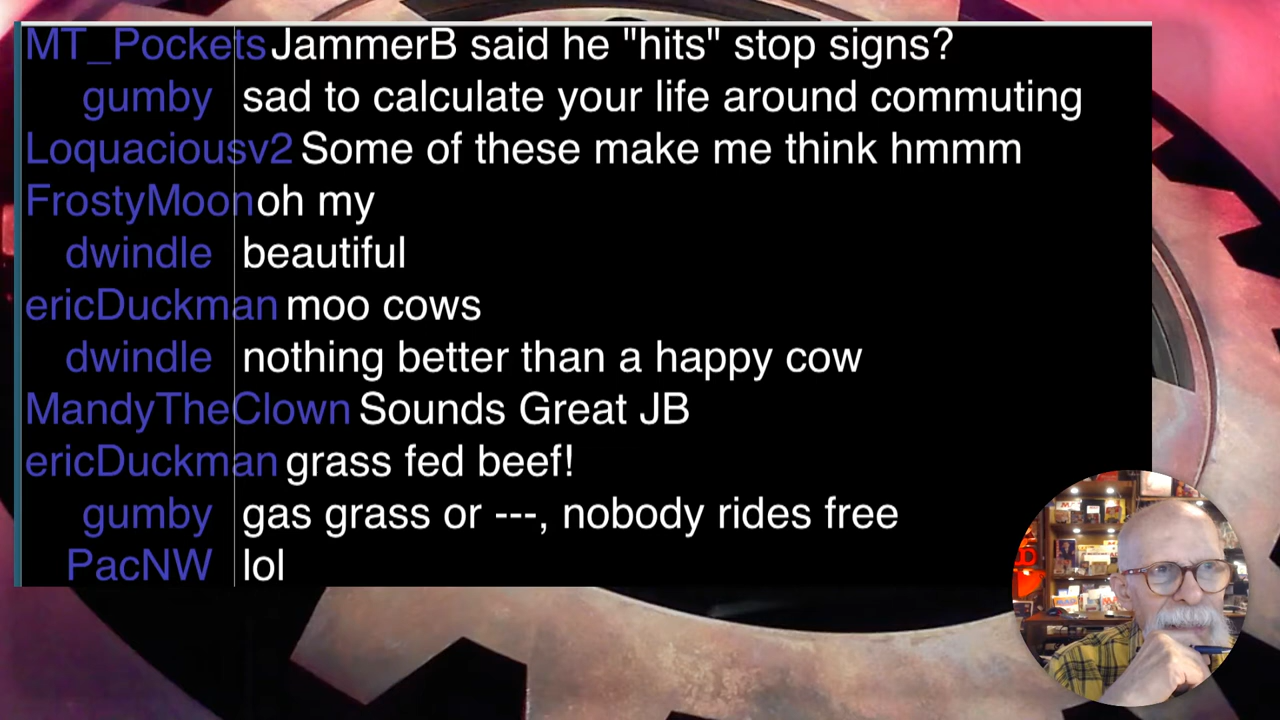 MT_Pockets JammerB said he "hits" stop signs?
gumby sad to calculate your life around commuting
Loquaciousv2 Some of these make me think hmmm
FrostyMoon oh my
dwindle beautiful
ericDuckman moo cows
dwindle nothing better than a happy cow
MandyTheClown Sounds Great JB
ericDuckman grass fed beef!
gumby gas grass or ---, nobody rides free
PacNW lol